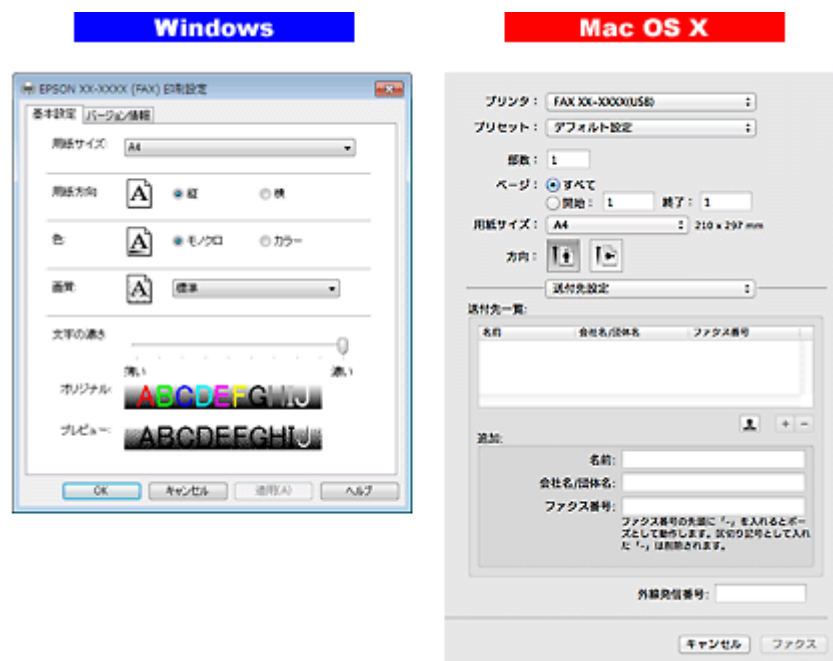 Windows
Mac OS X
EPSON XX-XXXX (FAX) 印刷設定
基本設定 バージョン情報
用紙サイズ: A4
用紙方向: A 縦 横
色: A モノクロ カラー
画質: A 標準
文字の濃さ
薄い 濃い
オリジナル: ABCDEFGHIJ
プレビュー: ABCDEFGHIJ
OK キャンセル 適用(A) ヘルプ
プリンタ: FAX XX-XXXX(USB)
プリセット: デフォルト設定
部数: 1
ページ: すべて
開始: 1 終了: 1
用紙サイズ: A4 210 x 297 mm
方向:
送付先設定
送付先一覧:
名前 会社名/団体名 ファクス番号
+ −
追加:
名前:
会社名/団体名:
ファクス番号:
ファクス番号の先頭に「-」を入れるとポー
ズとして動作します。区切り記号として入れ
た「-」は削除されます。
外線発信番号:
キャンセル ファクス